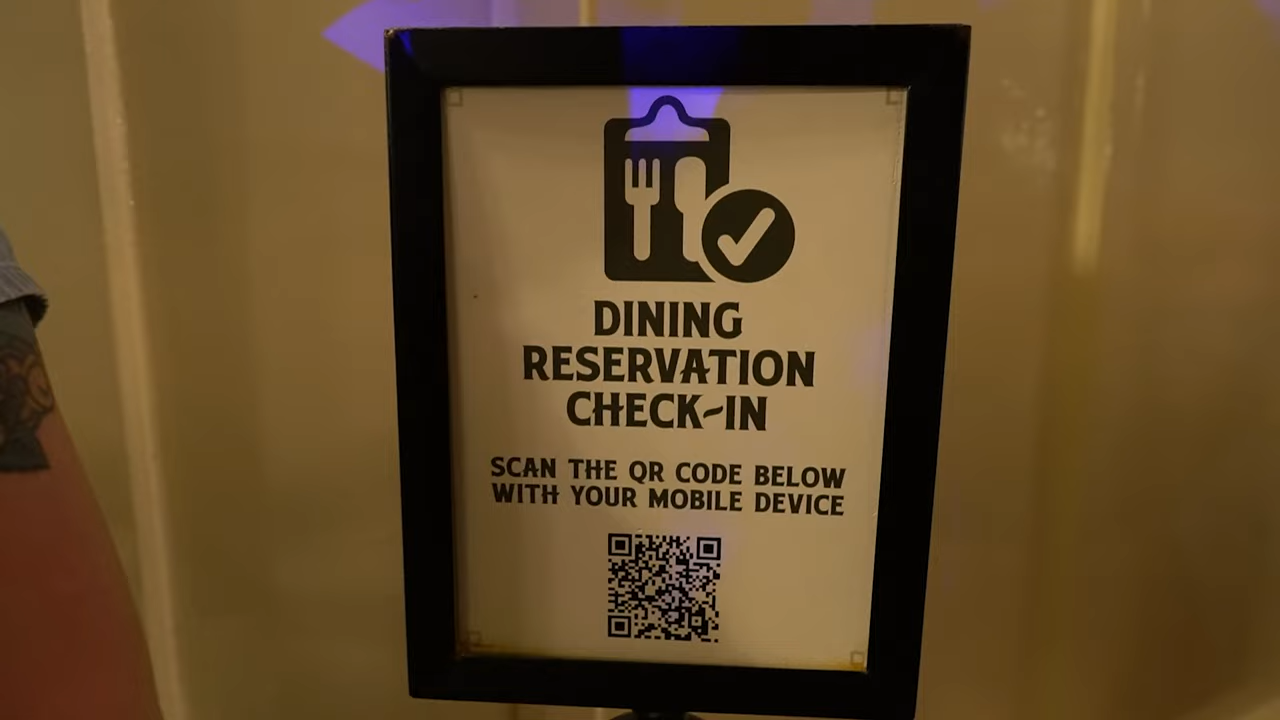 DINING
RESERVATION
CHECK-IN
SCAN THE QR CODE BELOW
WITH YOUR MOBILE DEVICE